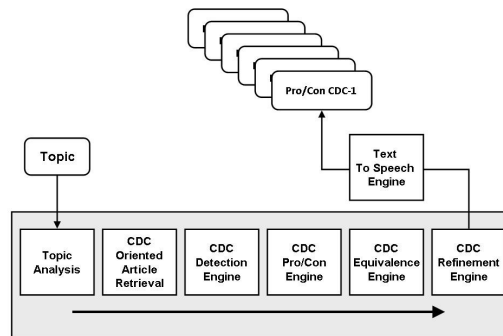 Pro/Con CDC-1
Topic
Text
To Speech
Engine
Topic
Analysis
CDC
Oriented
Article
Retrieval
CDC
Detection
Engine
CDC
Pro/Con
Engine
CDC
Equivalence
Engine
CDC
Refinement
Engine